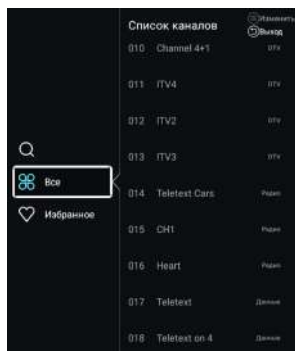 Список каналов
Изменить
Выход
010 Channel 4+1 DTV
011 ITV4 DTV
012 ITV2 DTV
013 ITV3 DTV
Все
014 Teletext Cars Радио
Избранное
015 CH1 Радио
016 Heart Радио
017 Teletext Данные
018 Teletext on 4 Данные